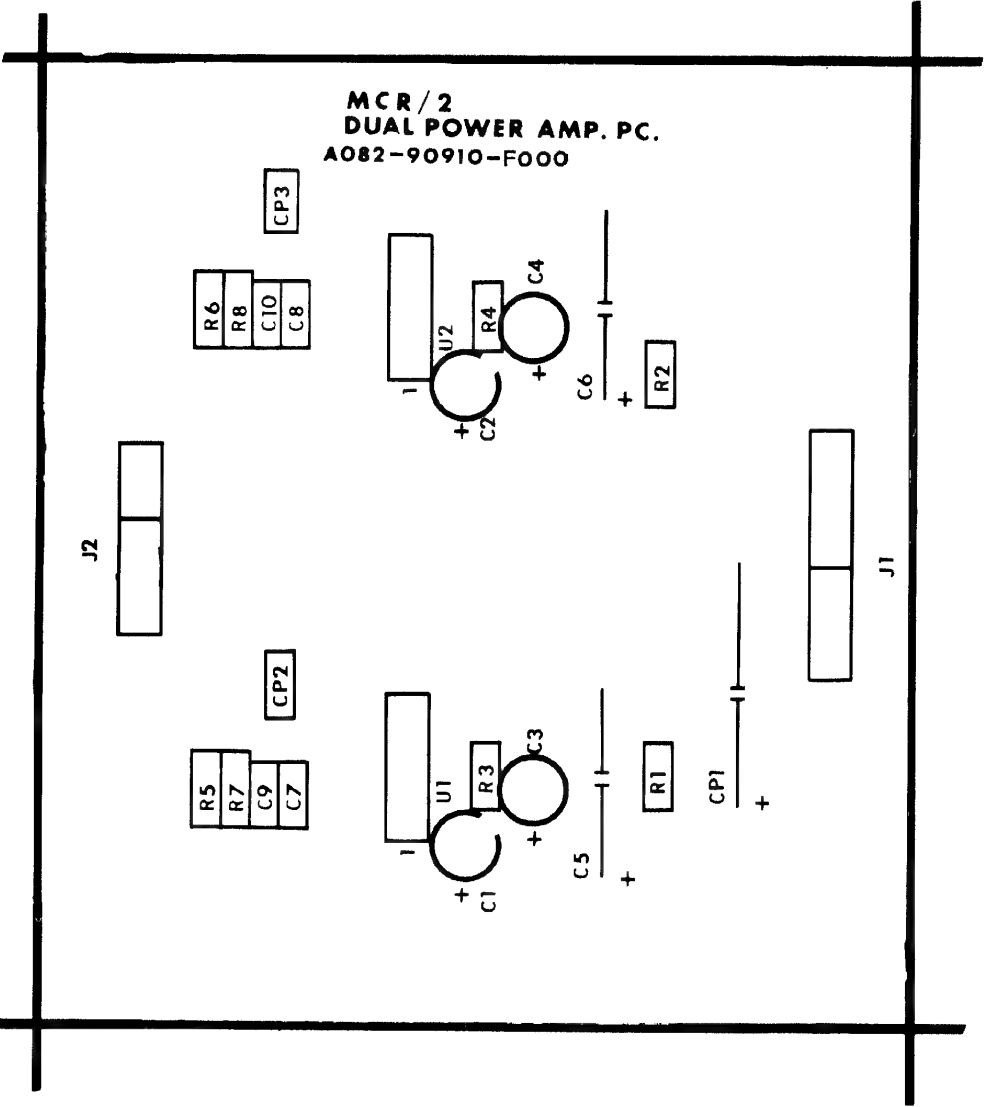 MCR/2
DUAL POWER AMP. PC.
A082-90910-F000
CP3
R6
R8
C10
C8
U2
R4
C4
1
+
C2
+
C6
+
R2
J2
J1
CP2
R5
R7
C9
C7
U1
R3
C3
1
+
C1
+
C5
+
R1
CP1
+